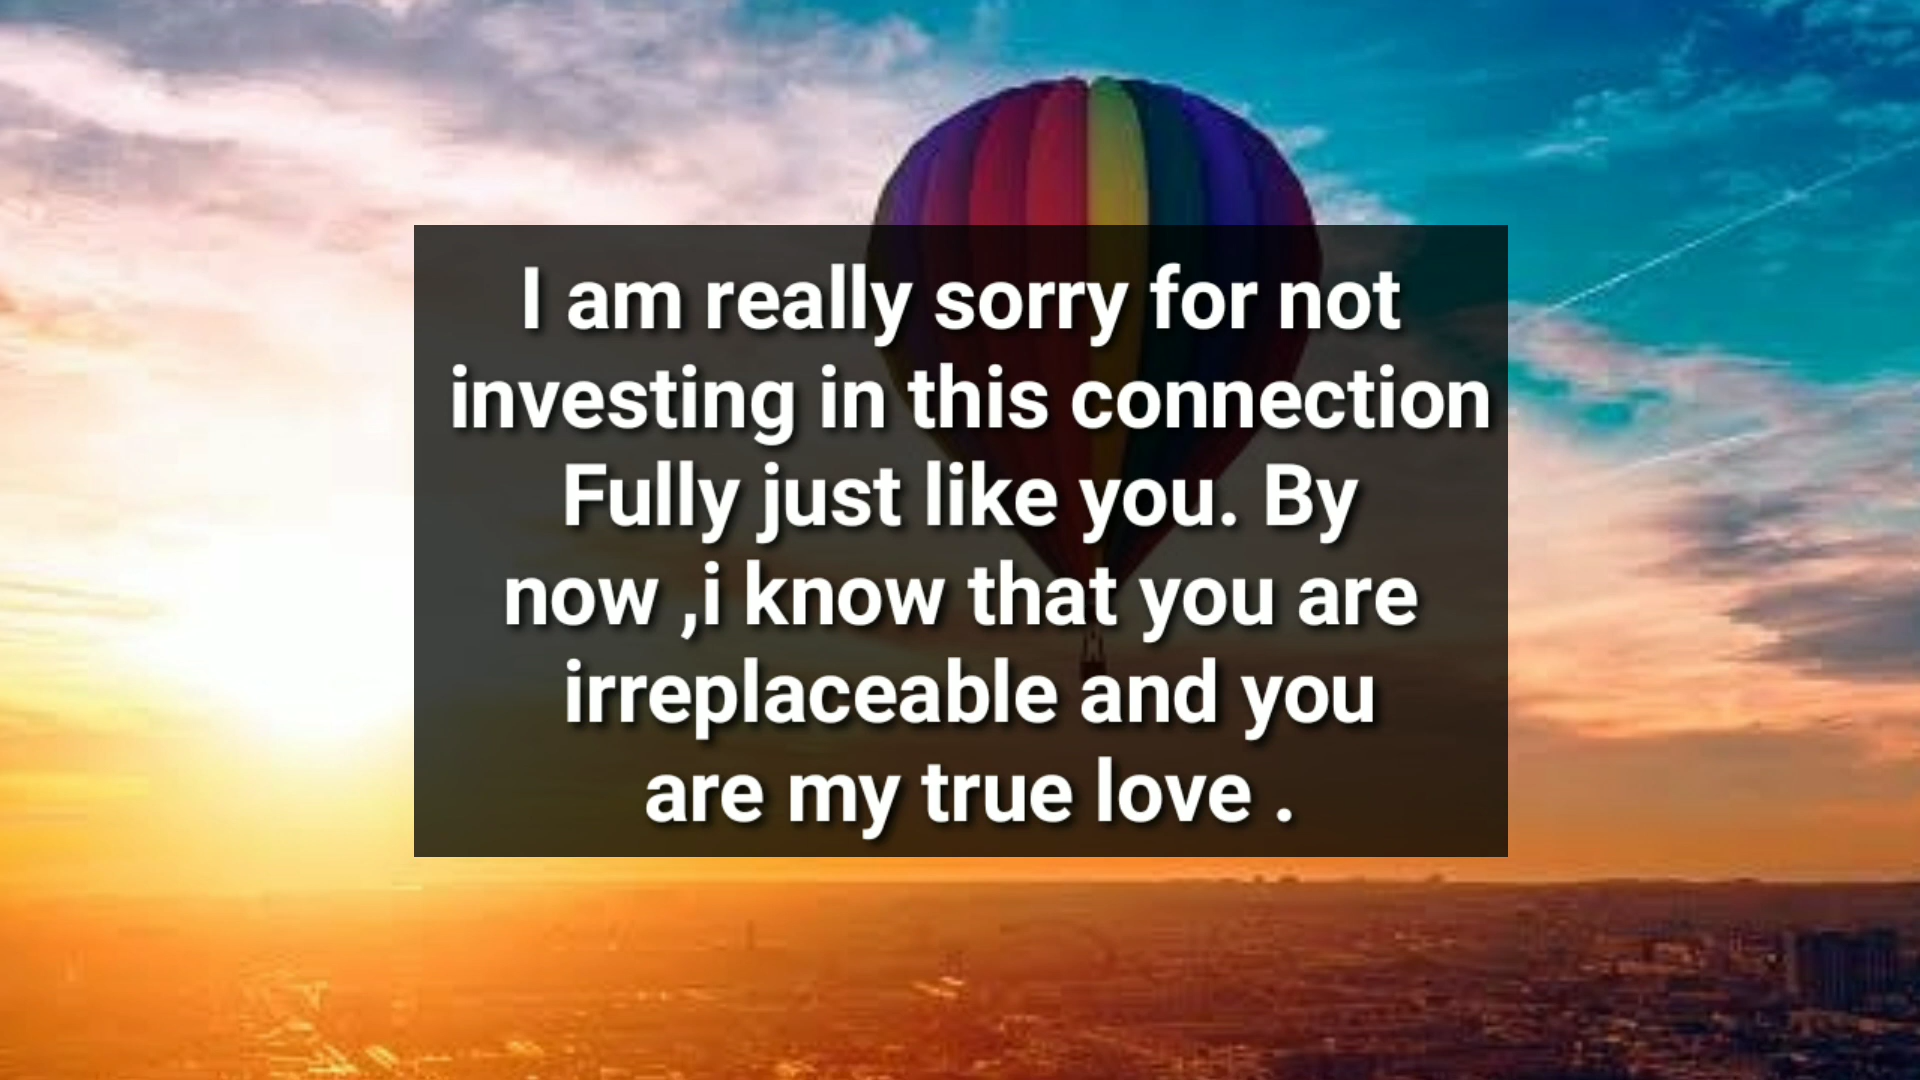 I am really sorry for not
investing in this connection
Fully just like you. By
now ,i know that you are
irreplaceable and you
are my true love .